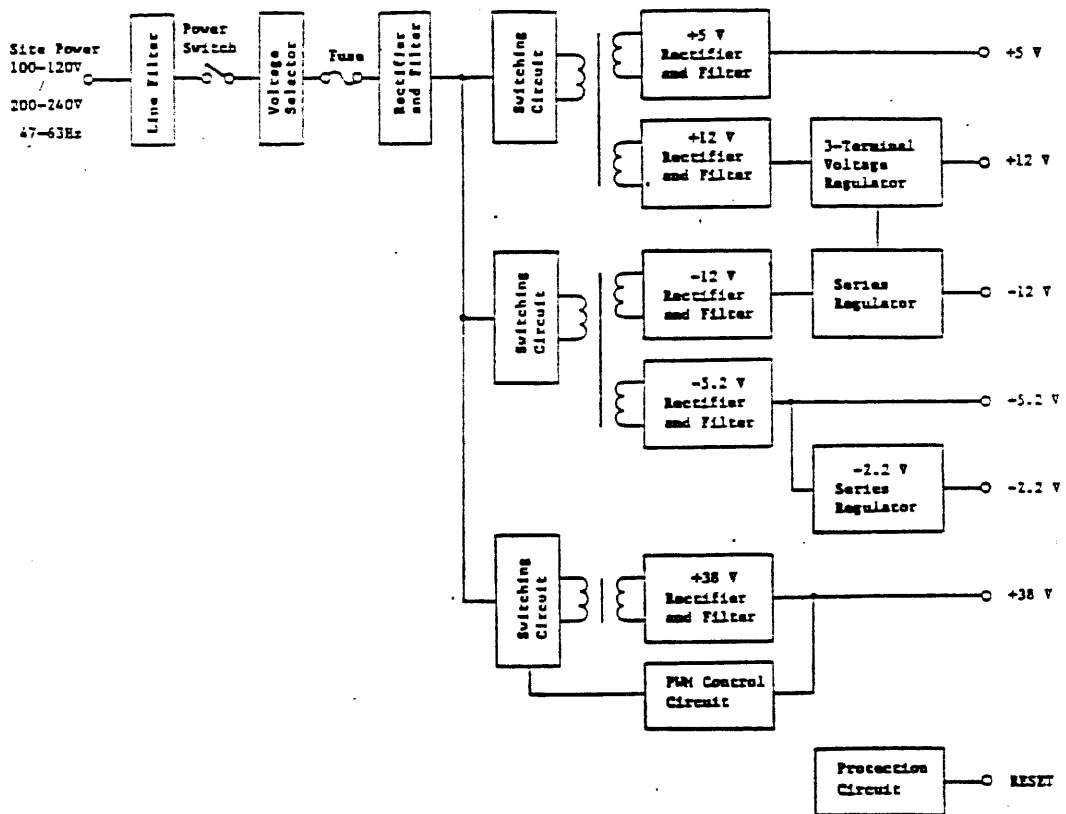 Site Power
100-120V
/
200-240V
47-63Hz
Line Filter
Power
Switch
Voltage
Selector
Fuse
Rectifier
and Filter
Switching
Circuit
+5 V
Rectifier
and Filter
+5 V
+12 V
Rectifier
and Filter
3-Terminal
Voltage
Regulator
+12 V
Switching
Circuit
-12 V
Rectifier
and Filter
Series
Regulator
-12 V
-5.2 V
Rectifier
and Filter
-5.2 V
-2.2 V
Series
Regulator
-2.2 V
Switching
Circuit
+38 V
Rectifier
and Filter
+38 V
PWM Control
Circuit
Protection
Circuit
RESET